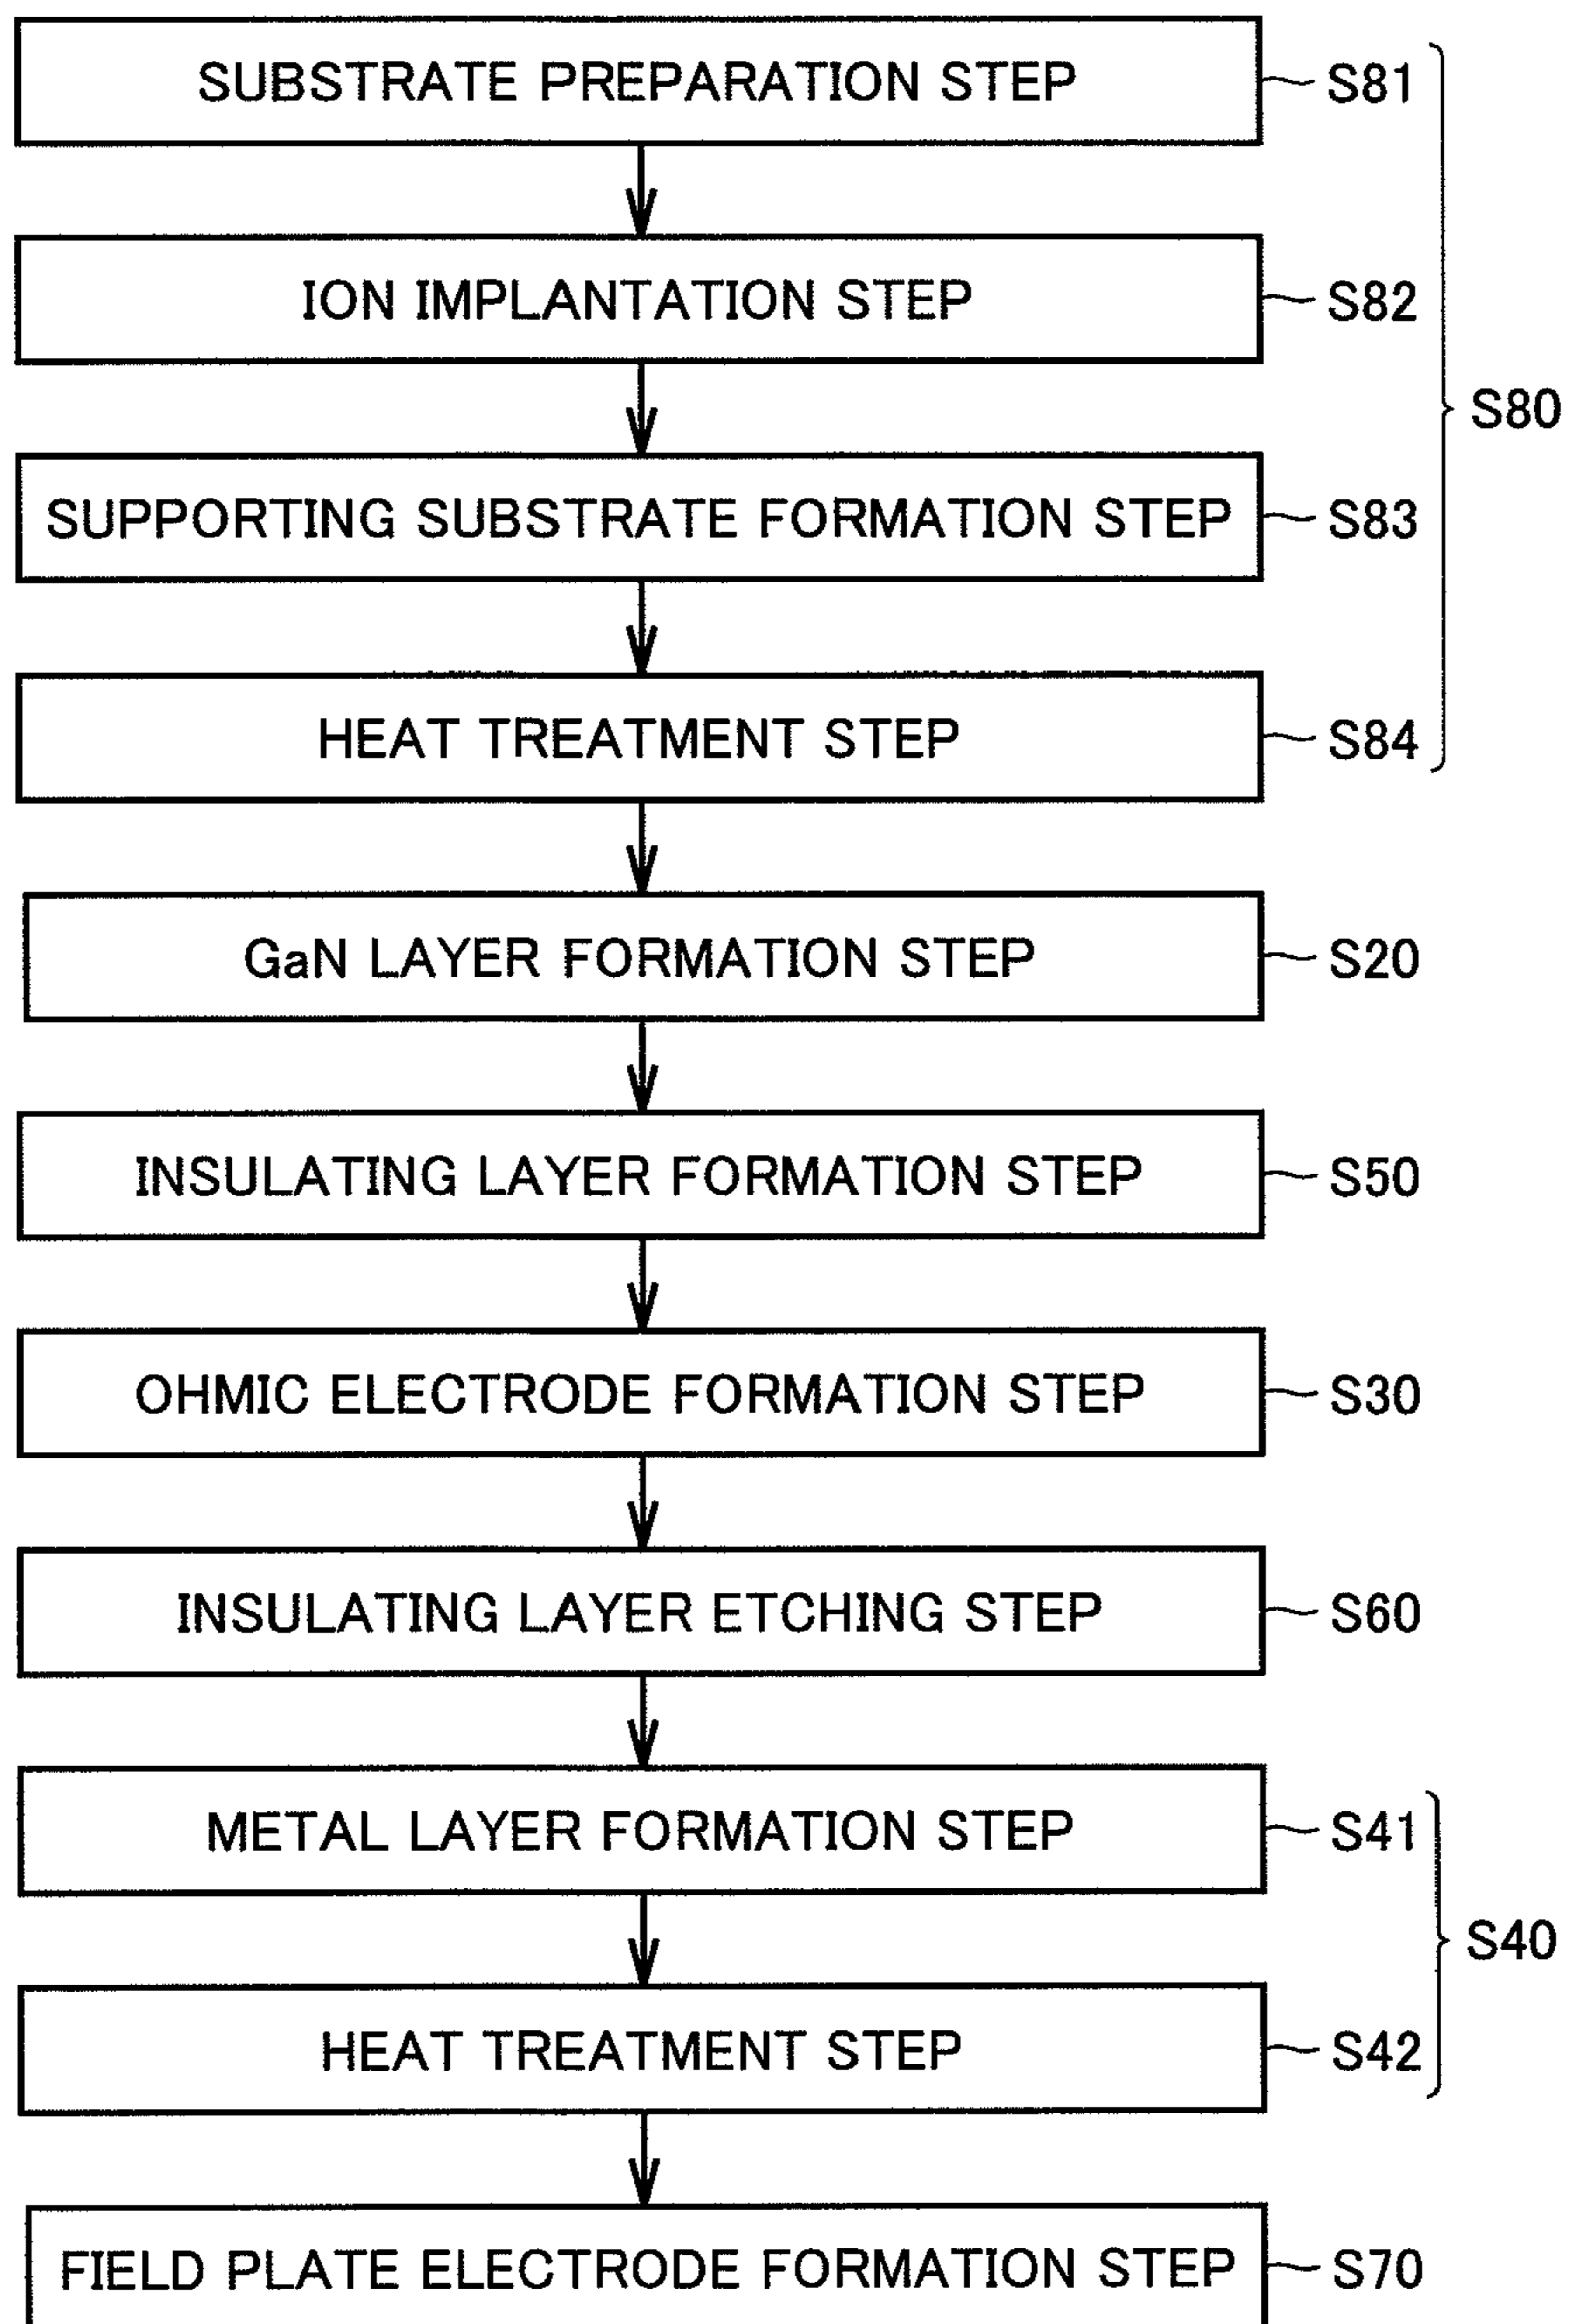 SUBSTRATE PREPARATION STEP S81
ION IMPLANTATION STEP S82
S80
SUPPORTING SUBSTRATE FORMATION STEP S83
HEAT TREATMENT STEP S84
GaN LAYER FORMATION STEP S20
INSULATING LAYER FORMATION STEP S50
OHMIC ELECTRODE FORMATION STEP S30
INSULATING LAYER ETCHING STEP S60
METAL LAYER FORMATION STEP S41
S40
HEAT TREATMENT STEP S42
FIELD PLATE ELECTRODE FORMATION STEP S70